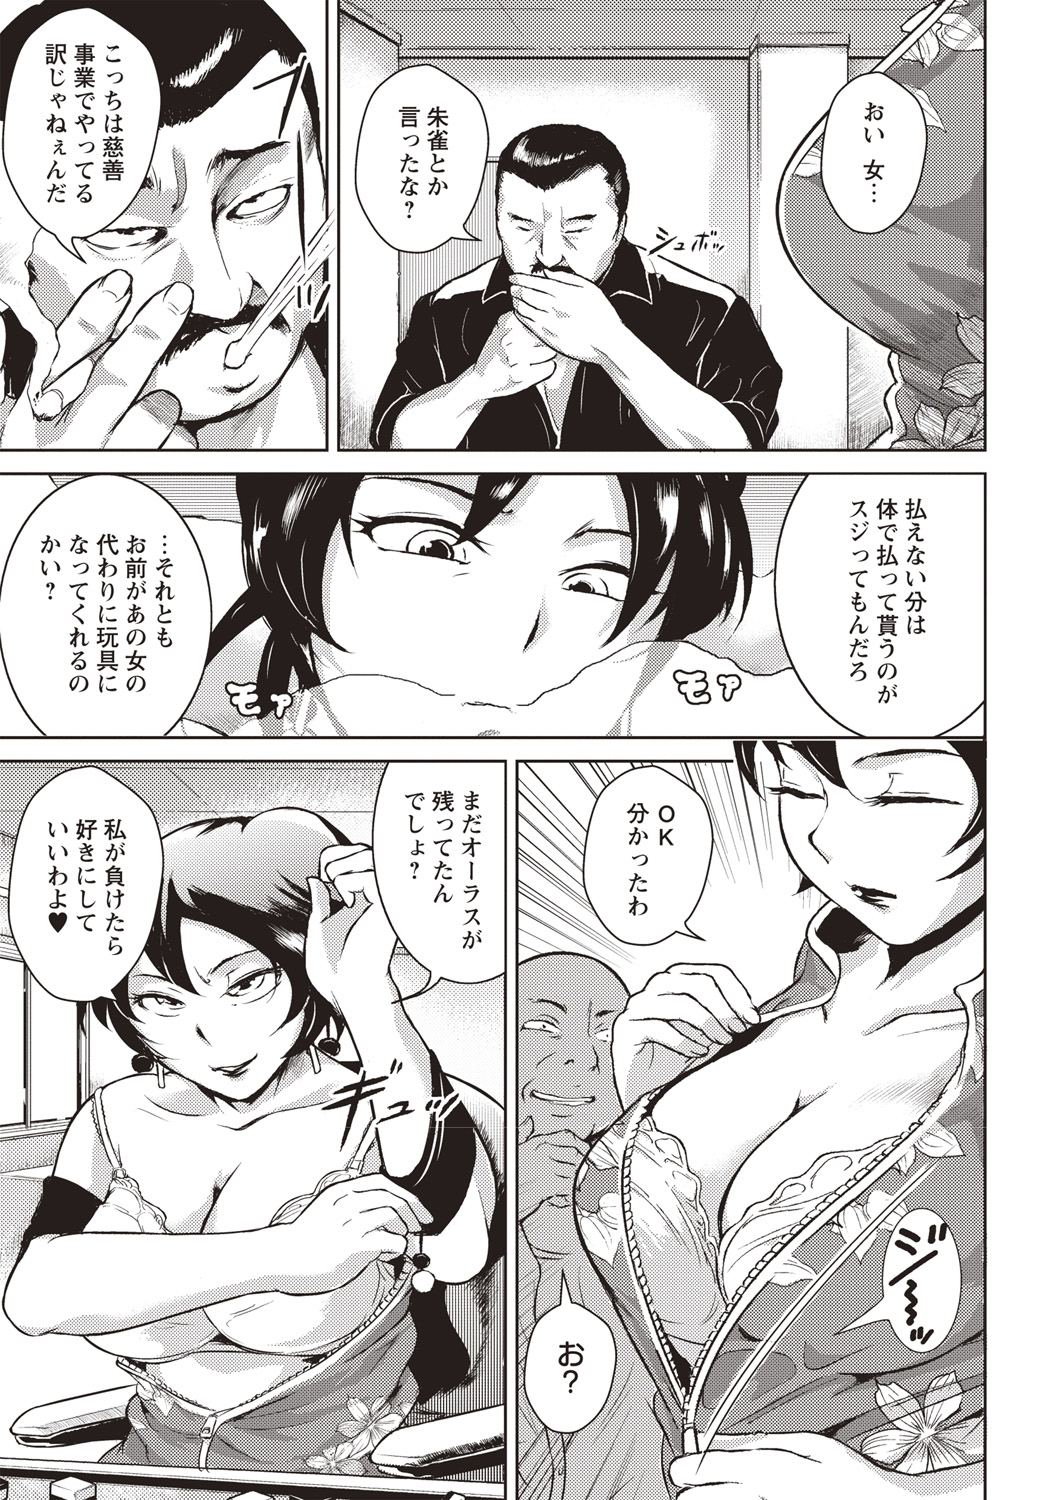 おい 女…
朱雀とか
言ったな？
シュボッ
こっちは慈善
事業でやってる
訳じゃねぇんだ
払えない分は
体で払って貰うのが
スジってもんだろ
…それとも
お前があの女の
代わりに玩具に
なってくれるの
かい？
モァ
モァ
ＯＫ
分かったわ
ジ〜ッ
お？
まだオーラスが
残ってたん
でしょ？
ギュッ
私が負けたら
好きにして
いいわよ♥